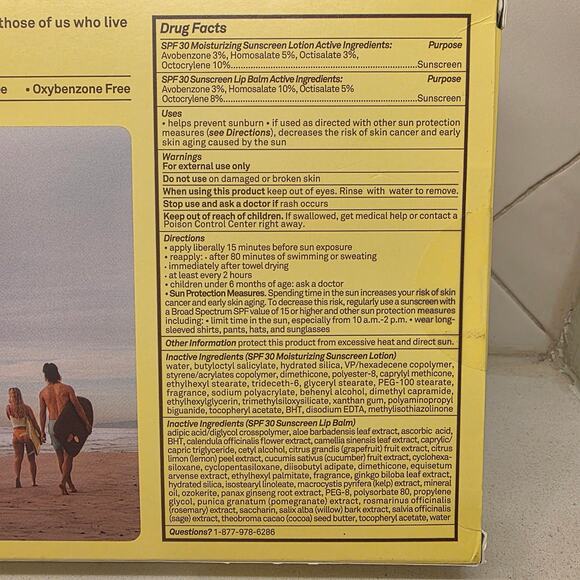 those of us who live
e • Oxybenzone Free
Drug Facts
SPF 30 Moisturizing Sunscreen Lotion Active Ingredients: Purpose
Avobenzone 3%, Homosalate 5%, Octisalate 3%,
Octocrylene 10%..............................Sunscreen
SPF 30 Sunscreen Lip Balm Active Ingredients: Purpose
Avobenzone 3%, Homosalate 10%, Octisalate 5%
Octocrylene 8%..............................Sunscreen
Uses
• helps prevent sunburn • if used as directed with other sun protection
measures (see Directions), decreases the risk of skin cancer and early
skin aging caused by the sun
Warnings
For external use only
Do not use on damaged or broken skin
When using this product keep out of eyes. Rinse with water to remove.
Stop use and ask a doctor if rash occurs
Keep out of reach of children. If swallowed, get medical help or contact a
Poison Control Center right away.
Directions
• apply liberally 15 minutes before sun exposure
• reapply: • after 80 minutes of swimming or sweating
• immediately after towel drying
• at least every 2 hours
• children under 6 months of age: ask a doctor
• Sun Protection Measures. Spending time in the sun increases your risk of skin
cancer and early skin aging. To decrease this risk, regularly use a sunscreen with
a Broad Spectrum SPF value of 15 or higher and other sun protection measures
including: • limit time in the sun, especially from 10 a.m.-2 p.m. • wear long-
sleeved shirts, pants, hats, and sunglasses
Other Information protect this product from excessive heat and direct sun.
Inactive Ingredients (SPF 30 Moisturizing Sunscreen Lotion)
water, butyloctyl salicylate, hydrated silica, VP/hexadecene copolymer,
styrene/acrylates copolymer, dimethicone, polyester-8, caprylyl methicone,
ethylhexyl stearate, trideceth-6, glyceryl stearate, PEG-100 stearate,
fragrance, sodium polyacrylate, behenyl alcohol, dimethyl capramide,
ethylhexylglycerin, trimethylsiloxysilicate, xanthan gum, polyaminopropyl
biguanide, tocopheryl acetate, BHT, disodium EDTA, methylisothiazolinone
Inactive Ingredients (SPF 30 Sunscreen Lip Balm)
adipic acid/diglycol crosspolymer, aloe barbadensis leaf extract, ascorbic acid,
BHT, calendula officinalis flower extract, camellia sinensis leaf extract, caprylic/
capric triglyceride, cetyl alcohol, citrus grandis (grapefruit) fruit extract, citrus
limon (lemon) peel extract, cucumis sativus (cucumber) fruit extract, cyclohexa-
siloxane, cyclopentasiloxane, diisobutyl adipate, dimethicone, equisetum
arvense extract, ethylhexyl palmitate, fragrance, ginkgo biloba leaf extract,
hydrated silica, isostearyl linoleate, macrocystis pyrifera (kelp) extract, mineral
oil, ozokerite, panax ginseng root extract, PEG-8, polysorbate 80, propylene
glycol, punica granatum (pomegranate) extract, rosmarinus officinalis
(rosemary) extract, saccharin, salix alba (willow) bark extract, salvia officinalis
(sage) extract, theobroma cacao (cocoa) seed butter, tocopheryl acetate, water
Questions? 1-877-978-6286